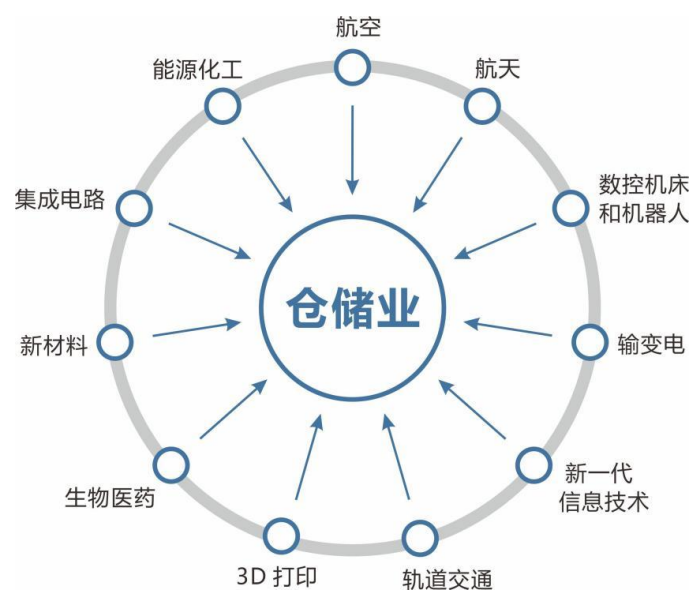 航空
航天
数控机床
和机器人
输变电
新一代
信息技术
轨道交通
3D 打印
生物医药
新材料
集成电路
能源化工
仓储业